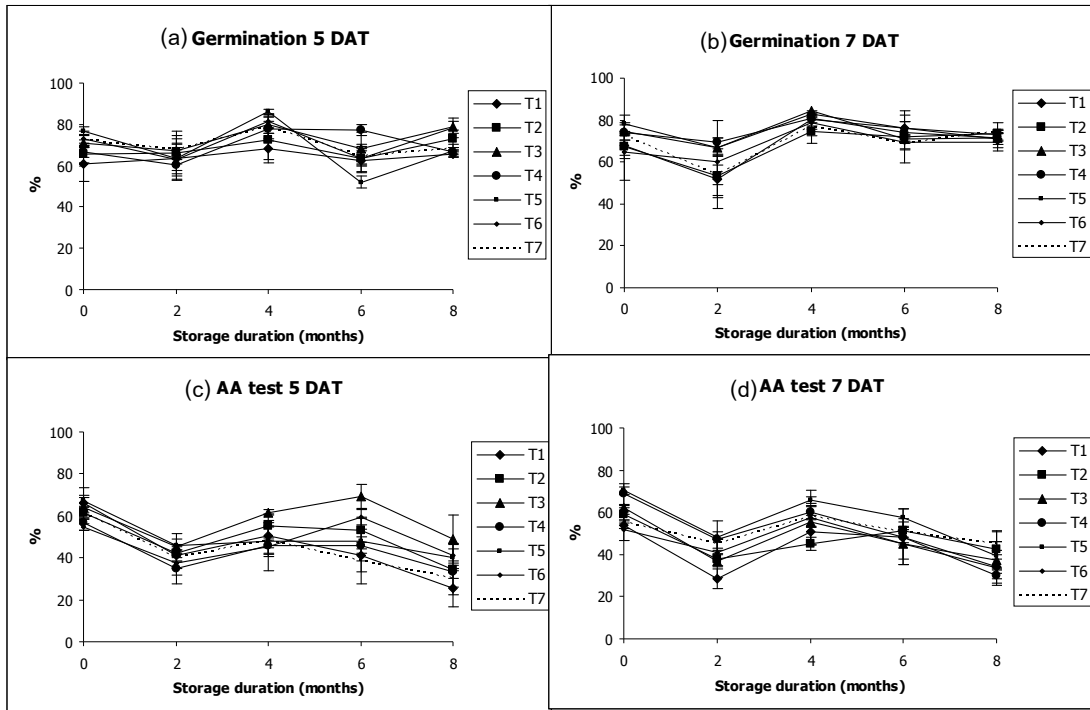 (a) Germination 5 DAT
%
100
80
60
40
20
0
0 2 4 6 8
Storage duration (months)
T1
T2
T3
T4
T5
T6
T7
(b) Germination 7 DAT
%
100
80
60
40
20
0
0 2 4 6 8
Storage duration (months)
T1
T2
T3
T4
T5
T6
T7
(c) AA test 5 DAT
%
100
80
60
40
20
0
0 2 4 6 8
Storage duration (months)
T1
T2
T3
T4
T5
T6
T7
(d) AA test 7 DAT
%
100
80
60
40
20
0
0 2 4 6 8
Storage duration (months)
T1
T2
T3
T4
T5
T6
T7